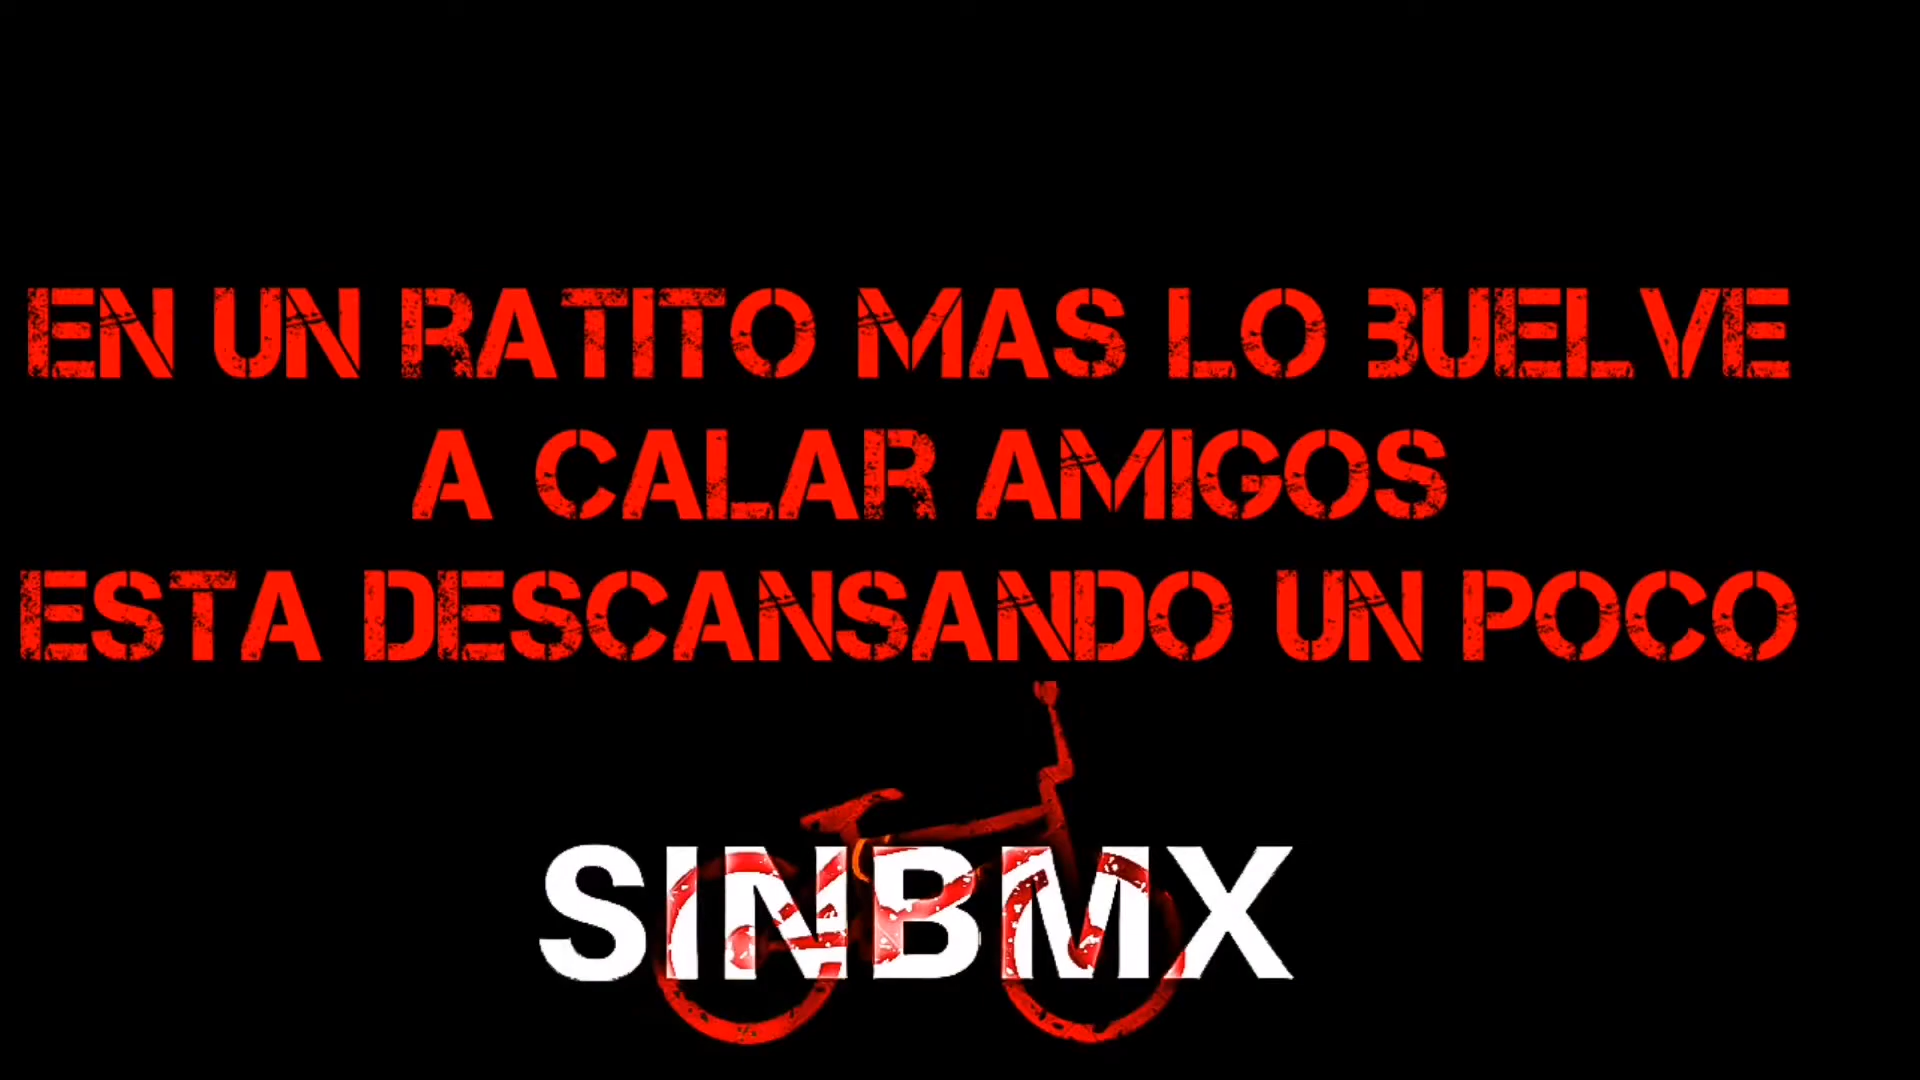 EN UN RATITO MAS LO BUELVE
A CALAR AMIGOS
ESTA DESCANSANDO UN POCO
SINBMX